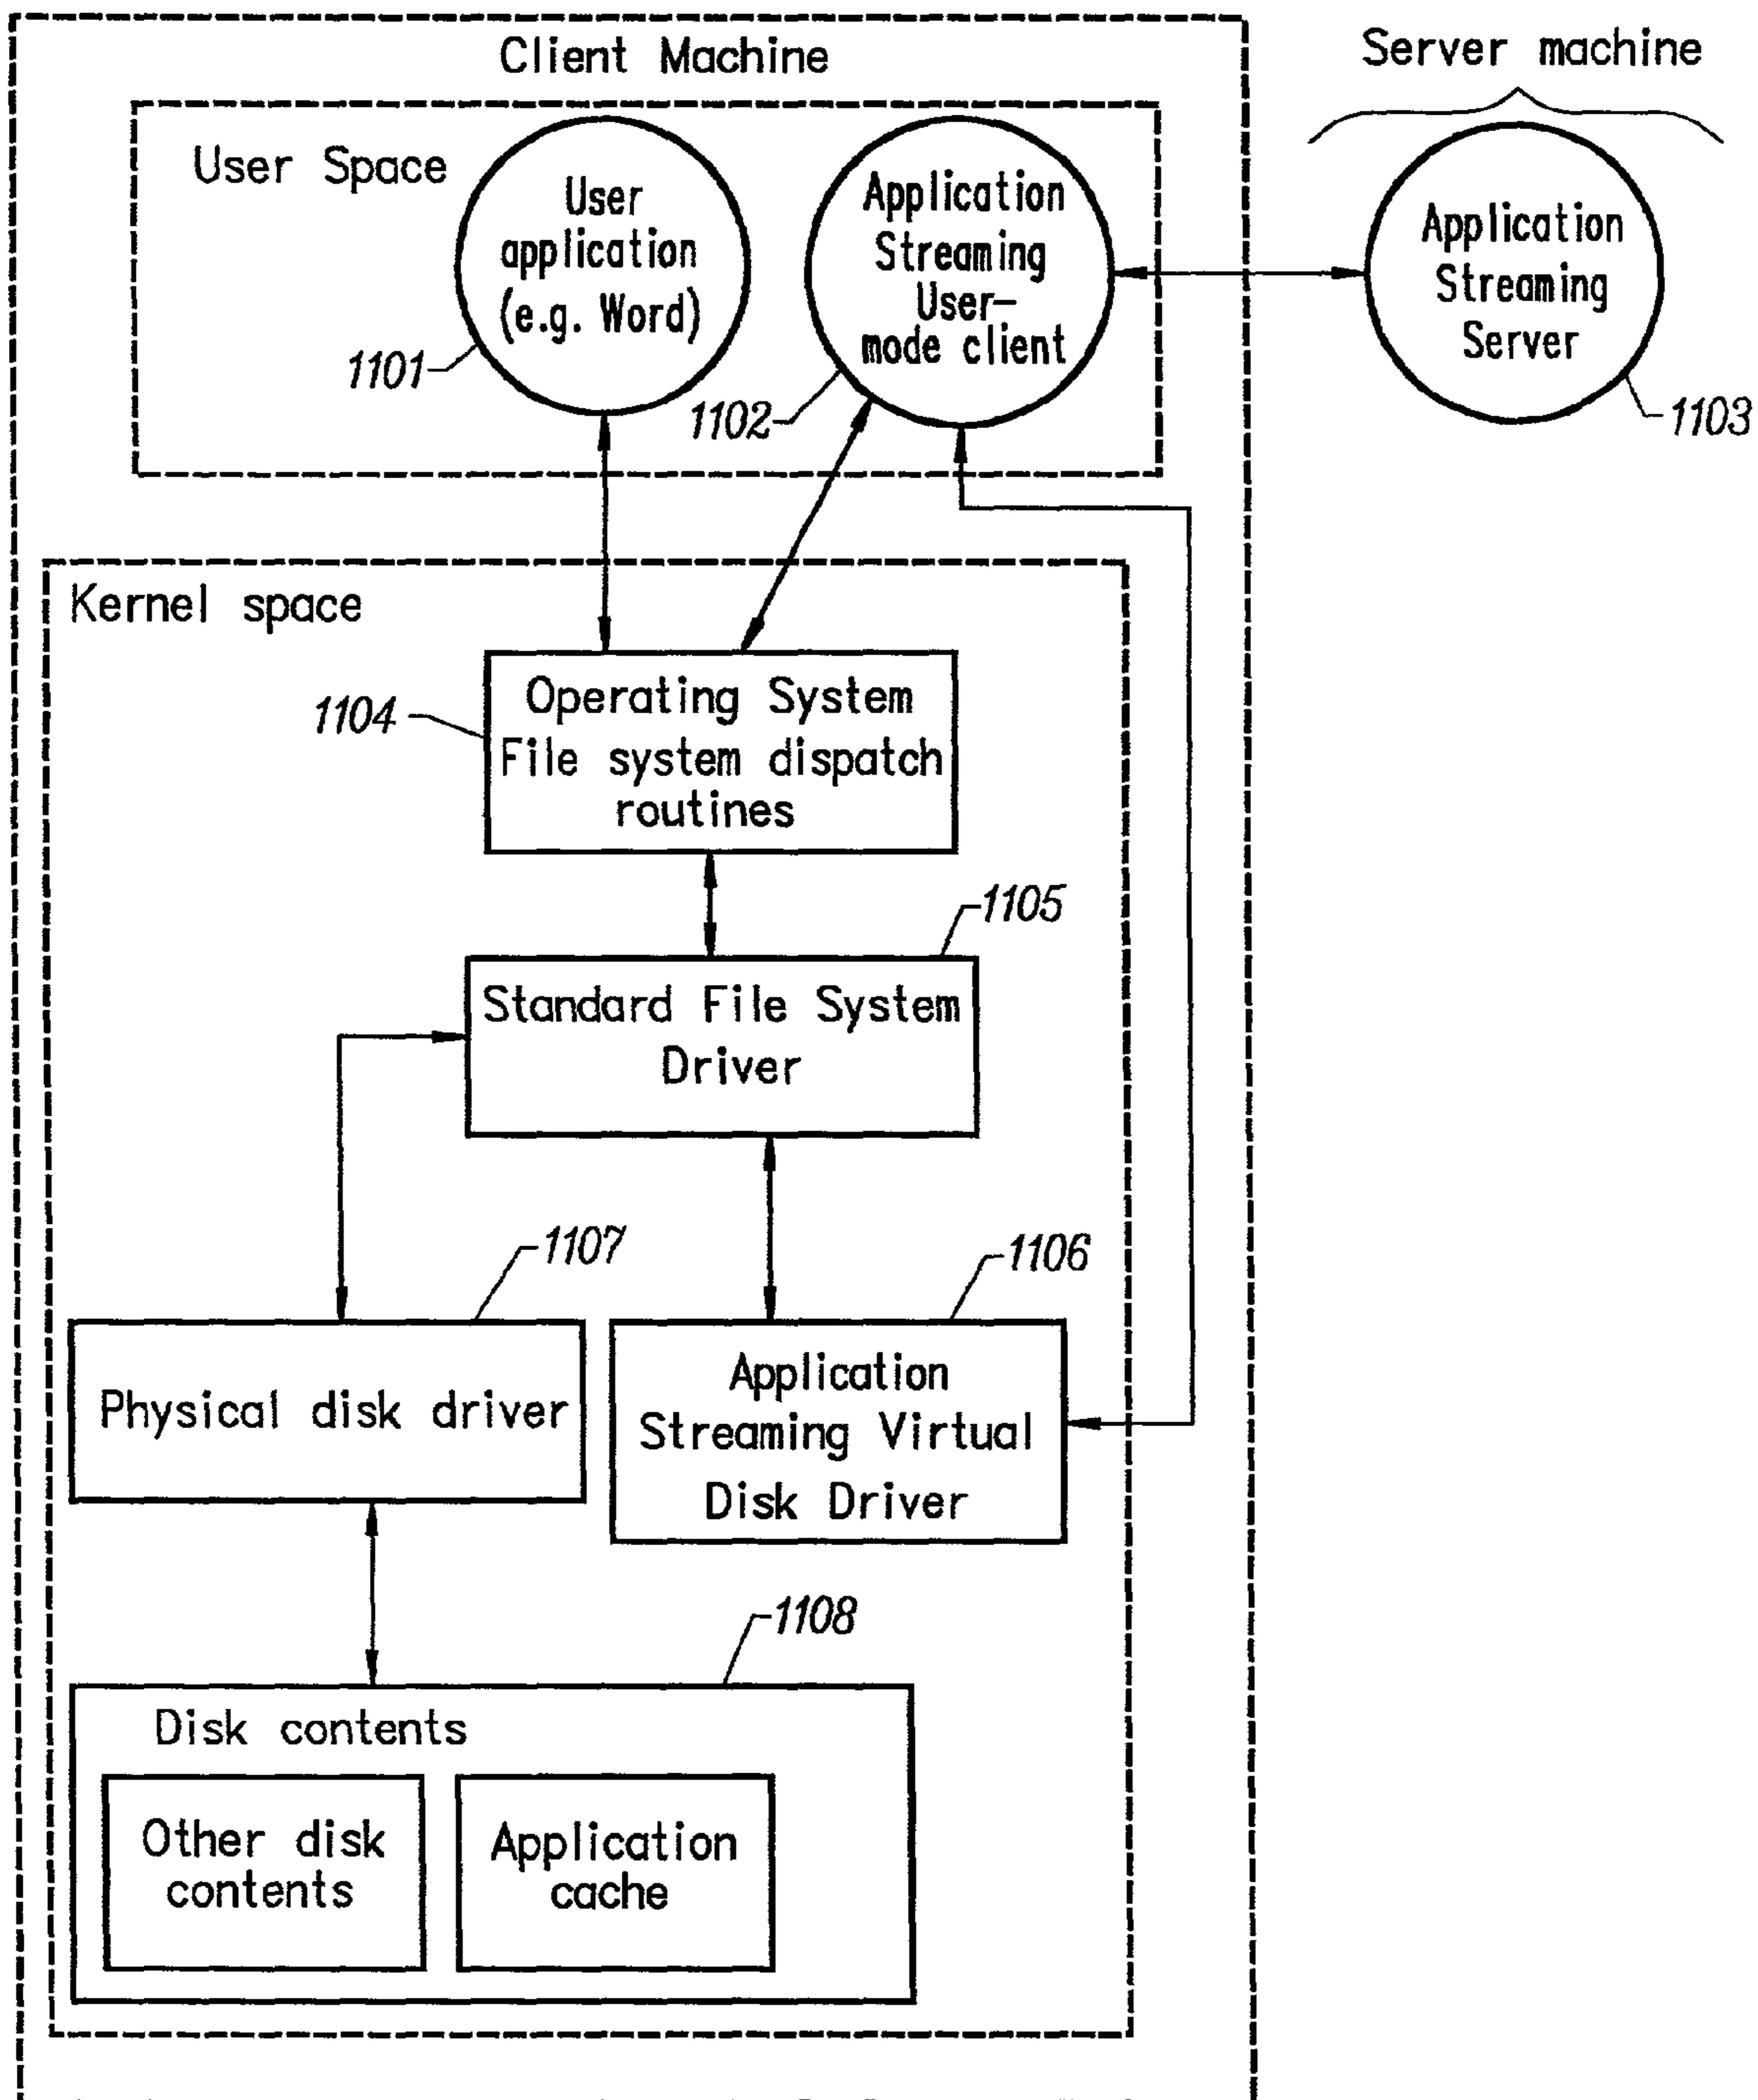 Client Machine
Server machine
User Space
User
application
(e.g. Word)
1101
Application
Streaming
User-
mode client
1102
Application
Streaming
Server
1103
Kernel space
Operating System
File system dispatch
routines
1104
1105
Standard File System
Driver
1107
1106
Physical disk driver
Application
Streaming Virtual
Disk Driver
1108
Disk contents
Other disk
contents
Application
cache